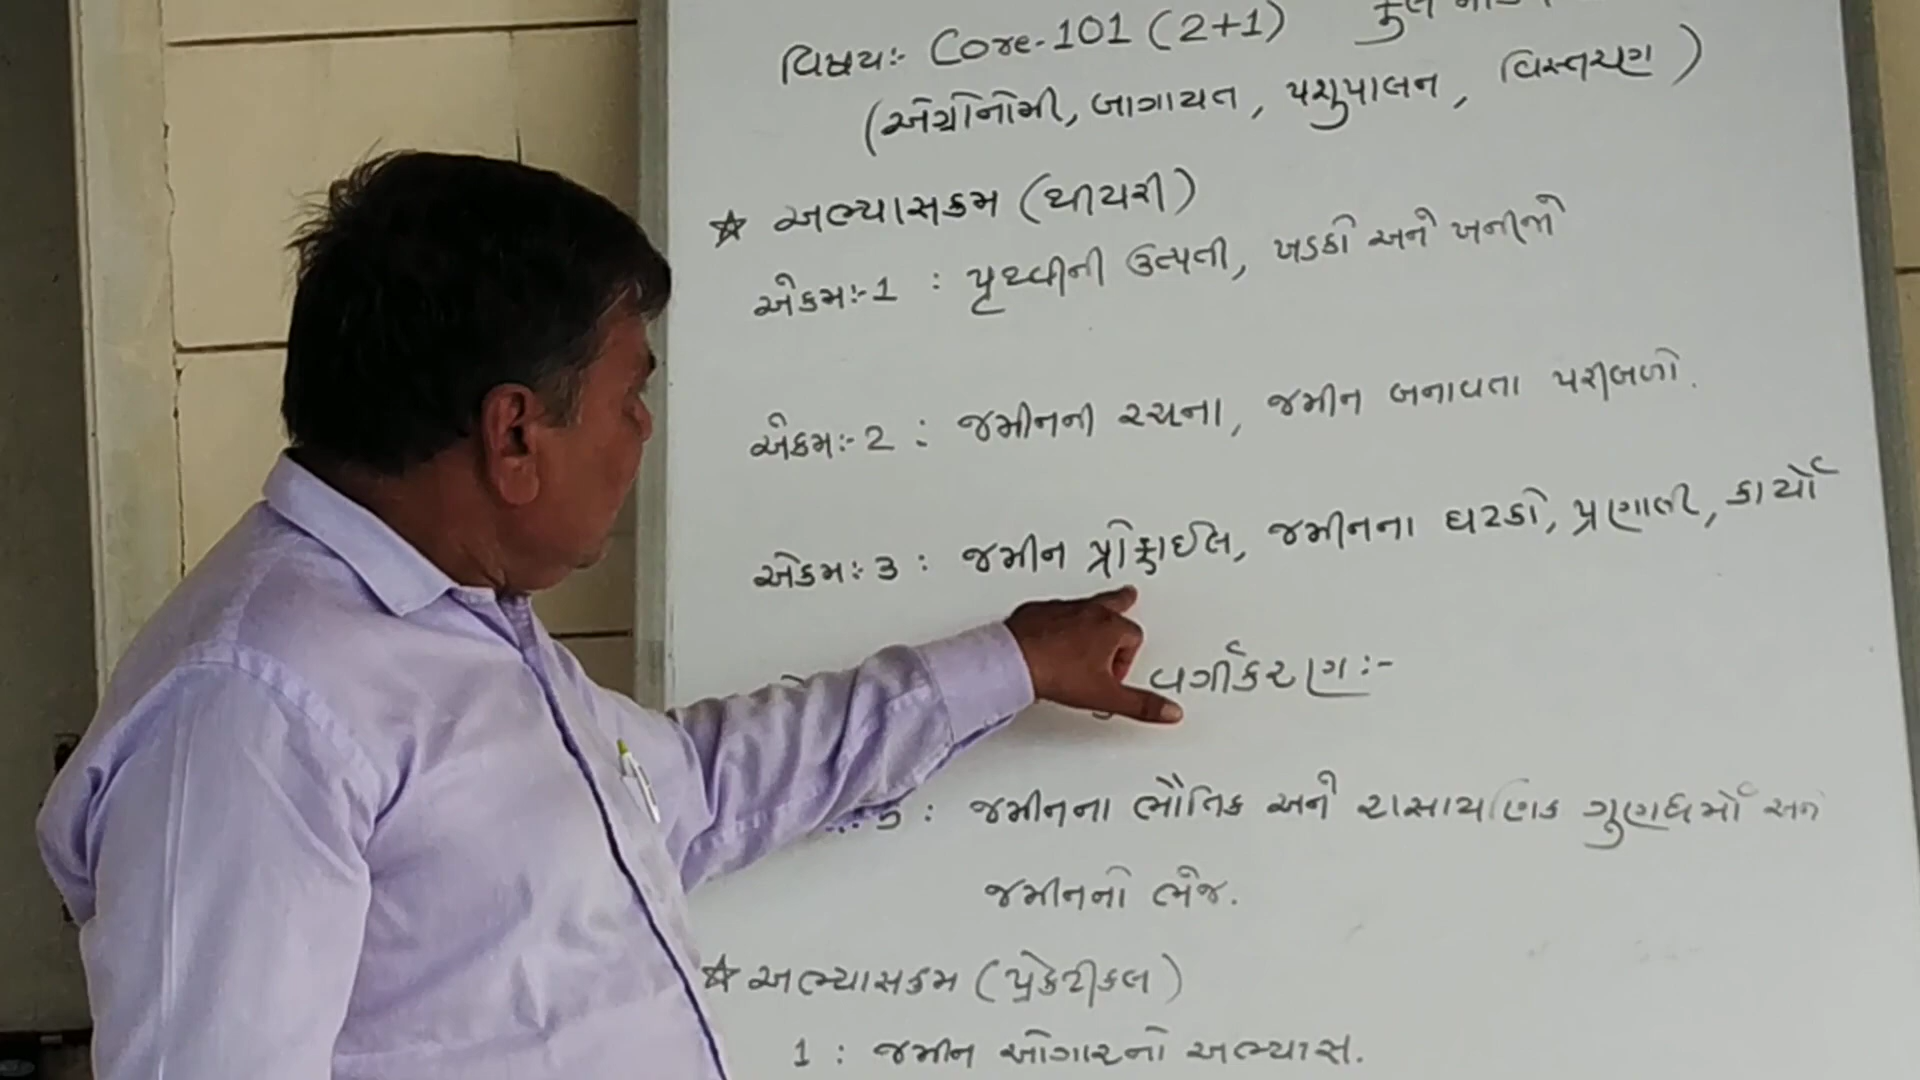 વિષયઃ- Core-101 (2+1) કુલ
(એગ્રોનોમી, બાગાયત, પશુપાલન, વિસ્તરણ)
☆ અભ્યાસક્રમ (થીયરી)
એકમઃ-1 : પૃથ્વીની ઉત્પતી, ખડકો અને ખનીજો
એકમઃ-2 : જમીનની રચના, જમીન બનાવતા પરીબળો.
એકમઃ 3 : જમીન પ્રોફાઈલ, જમીનના ઘટકો, પ્રણાલી, કાર્યો
વર્ગીકરણઃ-
5 : જમીનના ભૌતિક અને રાસાયણિક ગુણધર્મો અને
જમીનનો ભેજ.
☆ અભ્યાસક્રમ (પ્રેકટીકલ)
1 : જમીન ઓગારનો અભ્યાસ.